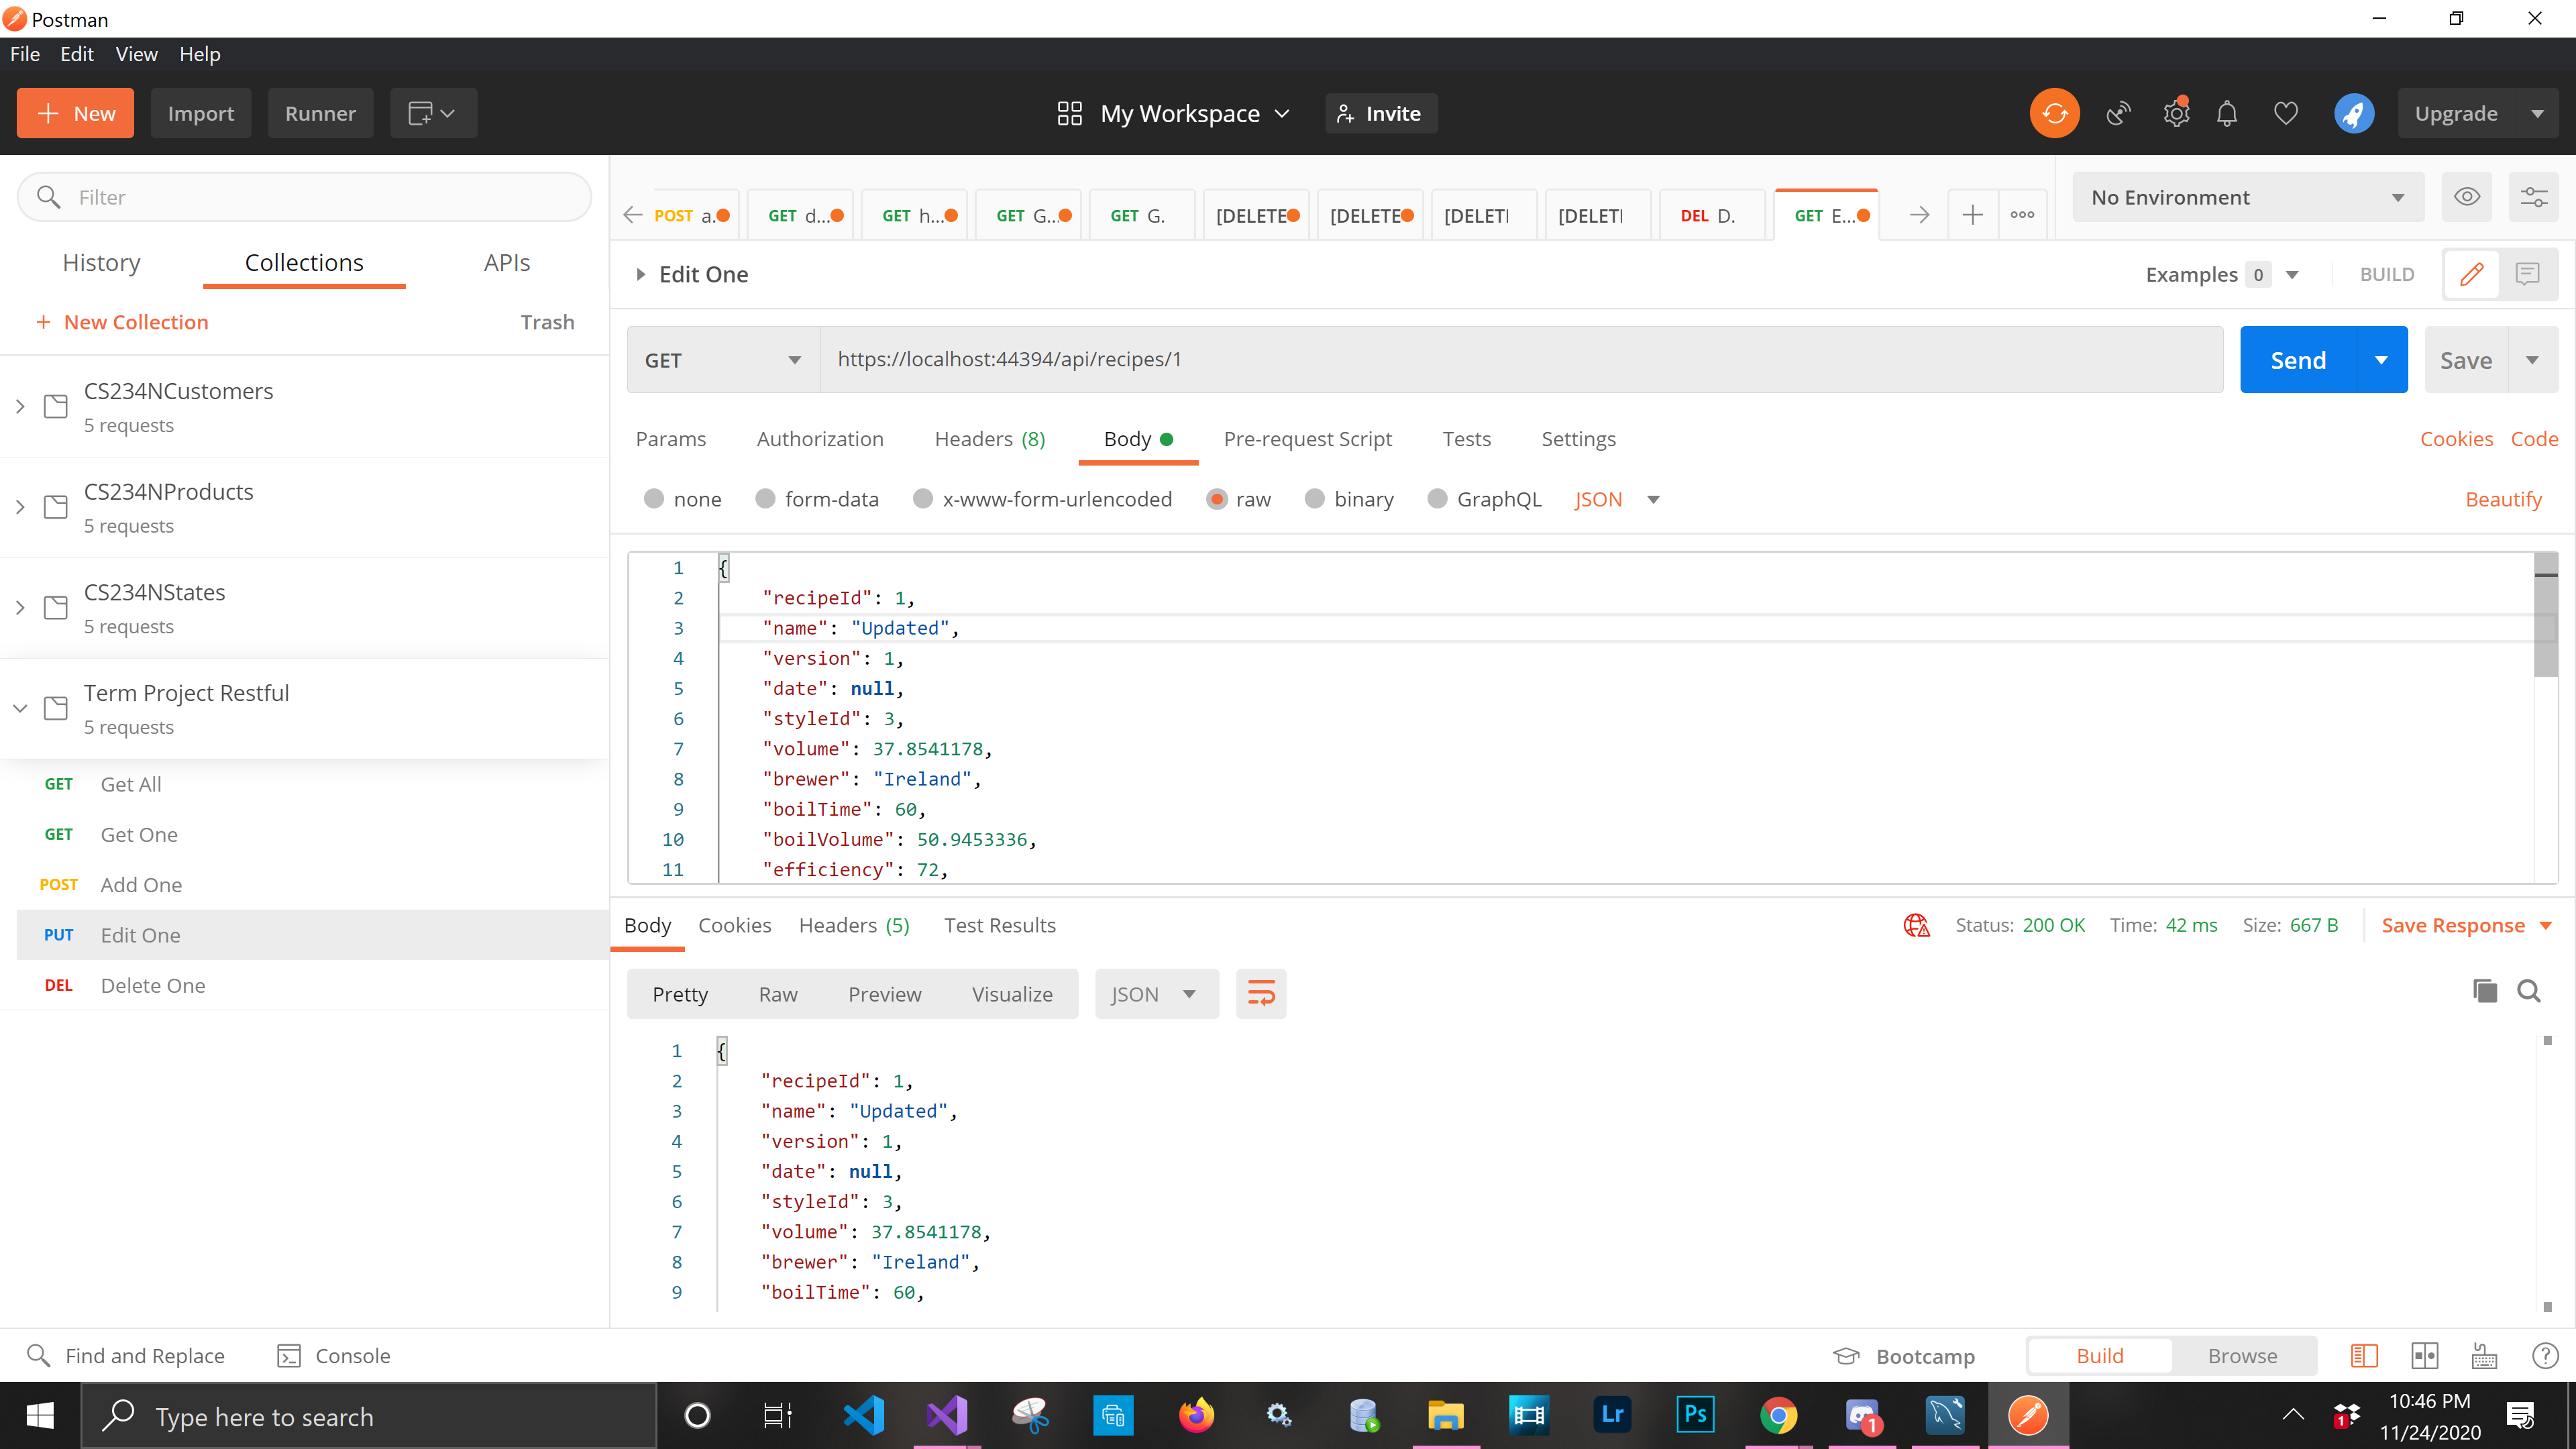 Postman
File Edit View Help
New Import Runner My Workspace Invite Upgrade
Filter
History Collections APIs
New Collection Trash
CS234NCustomers
5 requests
CS234NProducts
5 requests
CS234NStates
5 requests
Term Project Restful
5 requests
GET Get All
GET Get One
POST Add One
PUT Edit One
DEL Delete One
POST a.. GET d... GET h... GET G... GET G. [DELETE [DELETE [DELETI [DELETI DEL D. GET E...
No Environment
Edit One
Examples 0 BUILD
GET https://localhost:44394/api/recipes/1 Send Save
Params Authorization Headers (8) Body Pre-request Script Tests Settings Cookies Code
none form-data x-www-form-urlencoded raw binary GraphQL JSON Beautify
1 {
2 "recipeId": 1,
3 "name": "Updated",
4 "version": 1,
5 "date": null,
6 "styleId": 3,
7 "volume": 37.8541178,
8 "brewer": "Ireland",
9 "boilTime": 60,
10 "boilVolume": 50.9453336,
11 "efficiency": 72,
Body Cookies Headers (5) Test Results Status: 200 OK Time: 42 ms Size: 667 B Save Response
Pretty Raw Preview Visualize JSON
1 {
2 "recipeId": 1,
3 "name": "Updated",
4 "version": 1,
5 "date": null,
6 "styleId": 3,
7 "volume": 37.8541178,
8 "brewer": "Ireland",
9 "boilTime": 60,
Find and Replace Console Bootcamp Build Browse
Type here to search
Lr
Ps
1
1
10:46 PM
11/24/2020